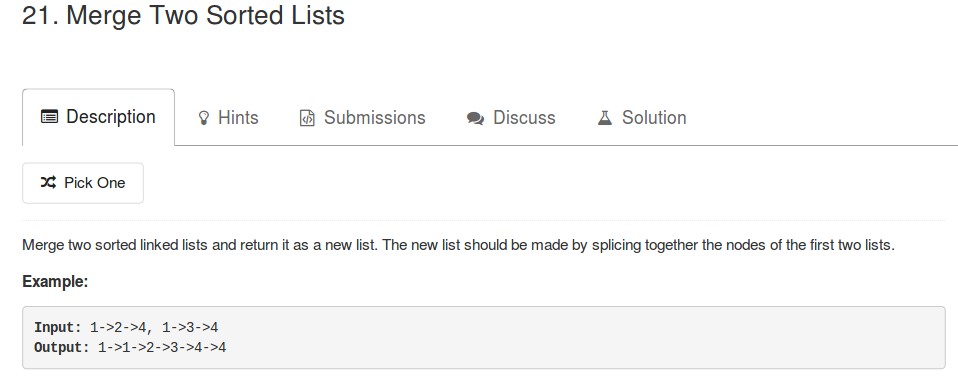 21. Merge Two Sorted Lists
Description Hints Submissions Discuss Solution
Pick One
Merge two sorted linked lists and return it as a new list. The new list should be made by splicing together the nodes of the first two lists.
Example:
Input: 1->2->4, 1->3->4
Output: 1->1->2->3->4->4